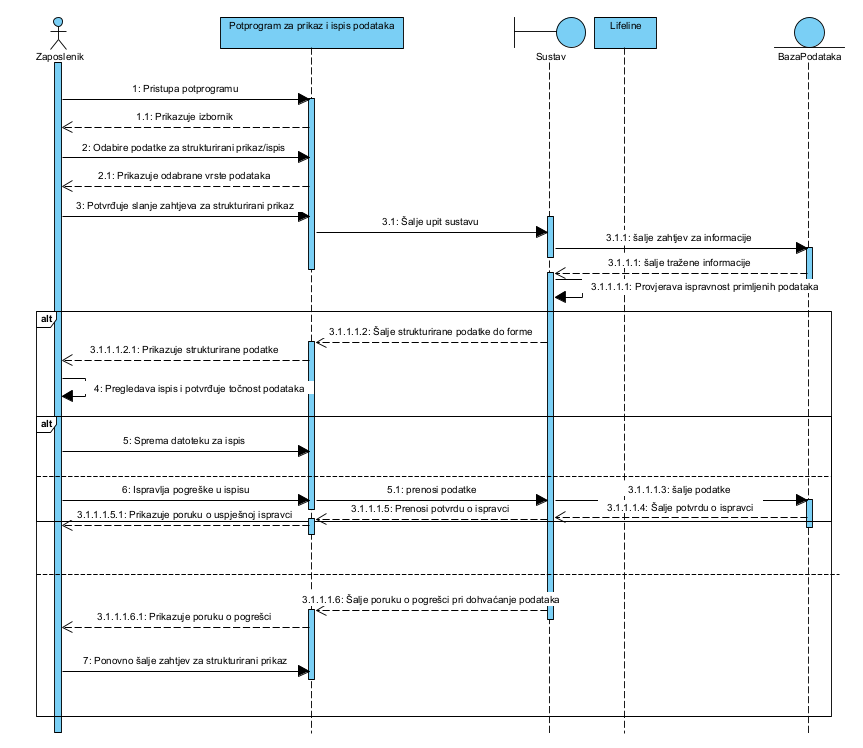 Potprogram za prikaz i ispis podataka
Lifeline
Zaposlenik
Sustav
BazaPodataka
1: Pristupa potprogramu
1.1: Prikazuje izbornik
2: Odabire podatke za strukturirani prikaz/ispis
2.1: Prikazuje odabrane vrste podataka
3: Potvrđuje slanje zahtjeva za strukturirani prikaz
3.1: Šalje upit sustavu
3.1.1: šalje zahtjev za informacije
3.1.1.1: šalje tražene informacije
3.1.1.1.1: Provjerava ispravnost primljenih podataka
alt
3.1.1.1.2: Šalje strukturirane podatke do forme
3.1.1.1.2.1: Prikazuje strukturirane podatke
4: Pregledava ispis i potvrđuje točnost podataka
alt
5: Sprema datoteku za ispis
6: Ispravlja pogreške u ispisu
5.1: prenosi podatke
3.1.1.1.3: šalje podatke
3.1.1.1.4: Šalje potvrdu o ispravci
3.1.1.1.5: Prenosi potvrdu o ispravci
3.1.1.1.5.1: Prikazuje poruku o uspješnoj ispravci
3.1.1.1.6: Šalje poruku o pogrešci pri dohvaćanje podataka
3.1.1.1.6.1: Prikazuje poruku o pogrešci
7: Ponovno šalje zahtjev za strukturirani prikaz